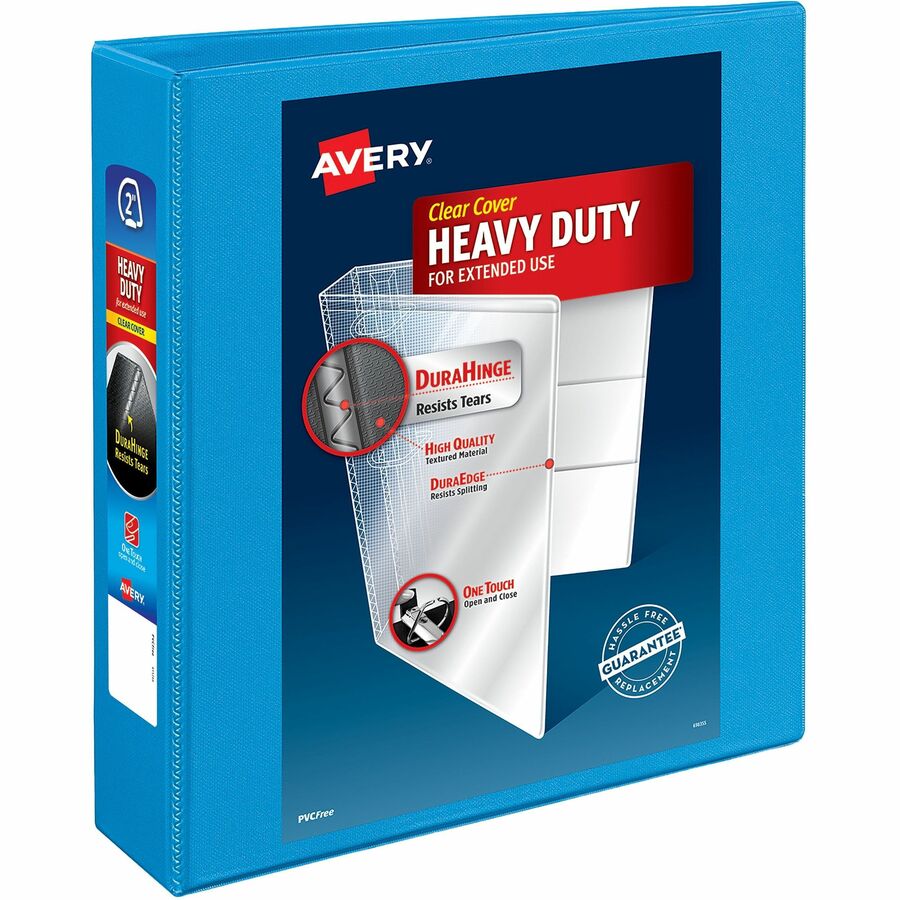 2"
HEAVY
DUTY
for extended use
CLEAR COVER
DURAHINGE
Resists Tears
One Touch
open and close
AVERY
AVERY®
Clear Cover
HEAVY DUTY
FOR EXTENDED USE
DURAHINGE
Resists Tears
HIGH QUALITY
Textured Material
DURAEDGE
Resists Splitting
ONE TOUCH
Open and Close
HASSLE FREE
GUARANTEE*
REPLACEMENT
PVCFree